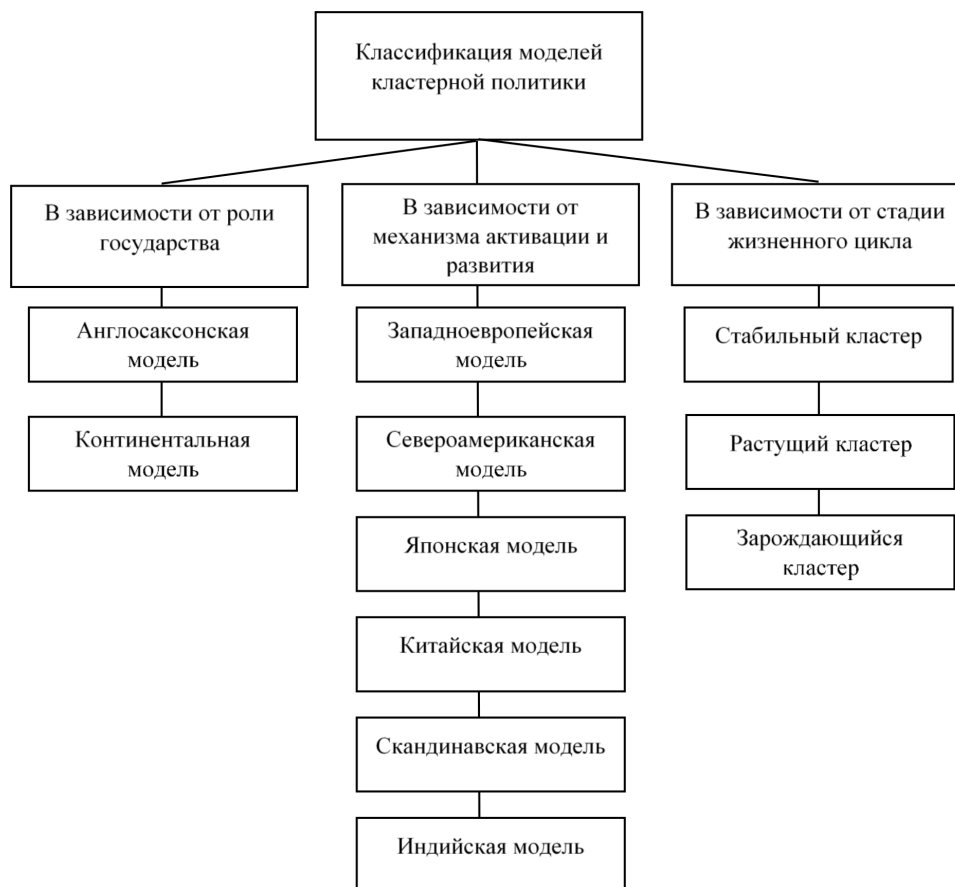 Классификация моделей
кластерной политики
В зависимости от роли
государства
В зависимости от
механизма активации и
развития
В зависимости от стадии
жизненного цикла
Англосаксонская
модель
Западноевропейская
модель
Стабильный кластер
Континентальная
модель
Североамериканская
модель
Растущий кластер
Японская модель
Зарождающийся
кластер
Китайская модель
Скандинавская модель
Индийская модель